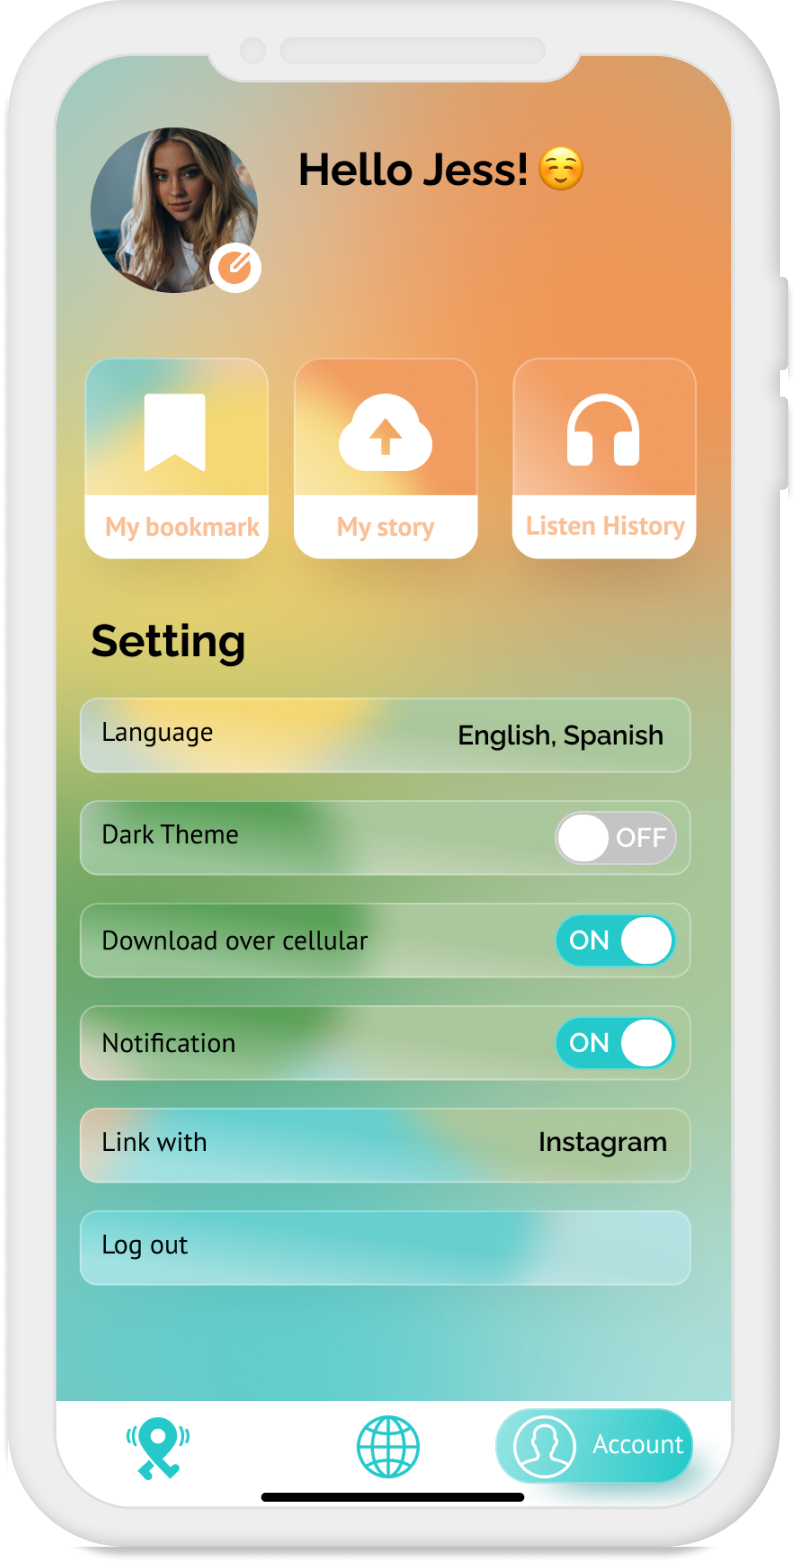 Hello Jess! ☺️
My bookmark
My story
Listen History
Setting
Language
English, Spanish
Dark Theme
OFF
Download over cellular
ON
Notification
ON
Link with
Instagram
Log out
Account